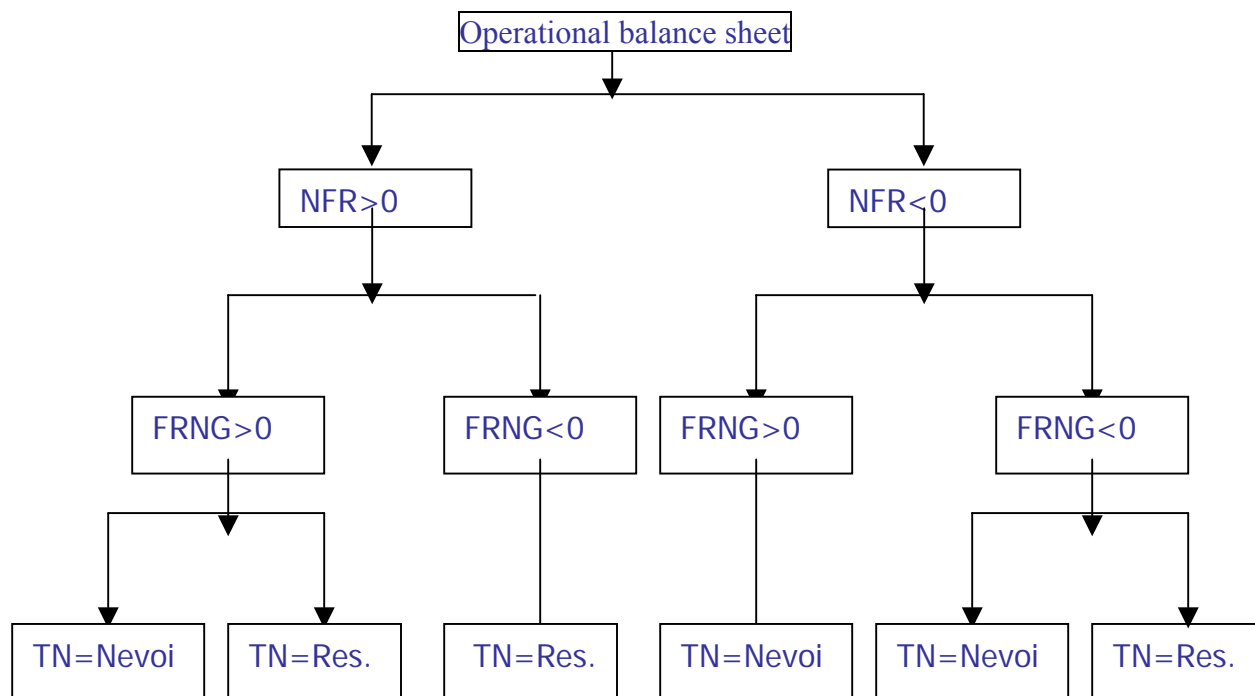 Operational balance sheet
NFR>0
NFR<0
FRNG>0
FRNG<0
FRNG>0
FRNG<0
TN=Nevoi
TN=Res.
TN=Res.
TN=Nevoi
TN=Nevoi
TN=Res.